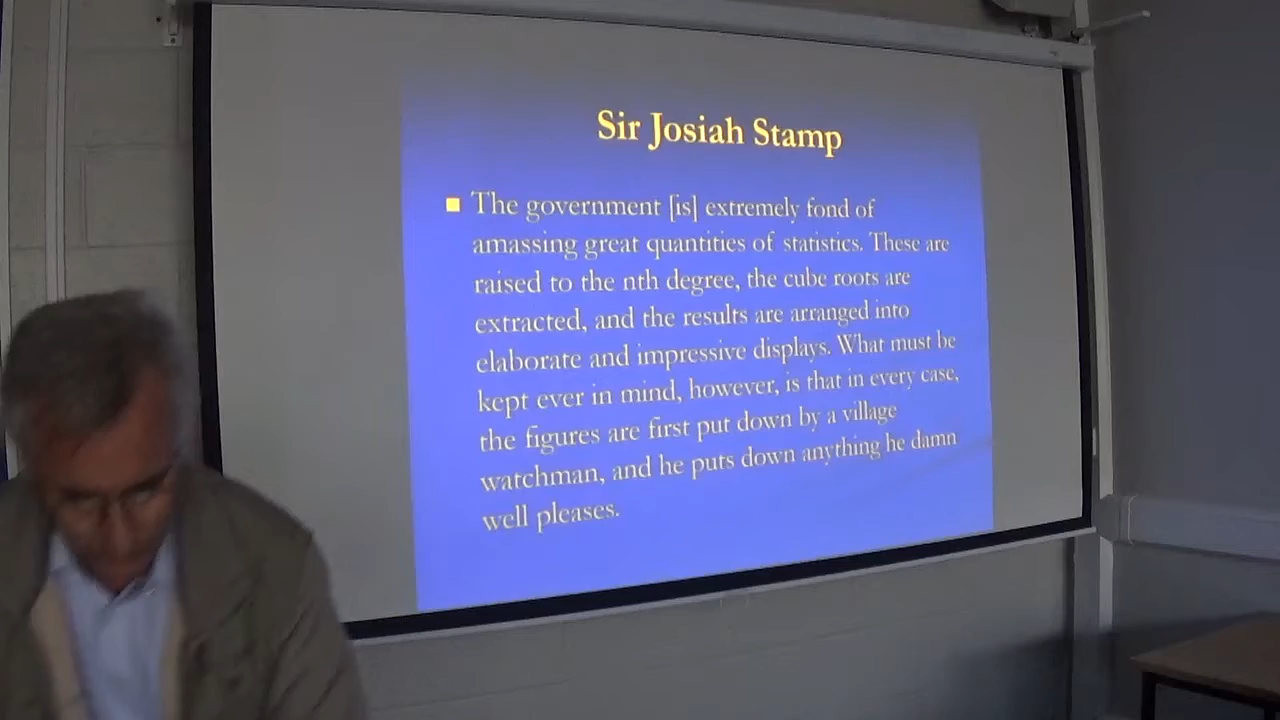 Sir Josiah Stamp
The government [is] extremely fond of
amassing great quantities of statistics. These are
raised to the nth degree, the cube roots are
extracted, and the results are arranged into
elaborate and impressive displays. What must be
kept ever in mind, however, is that in every case,
the figures are first put down by a village
watchman, and he puts down anything he damn
well pleases.